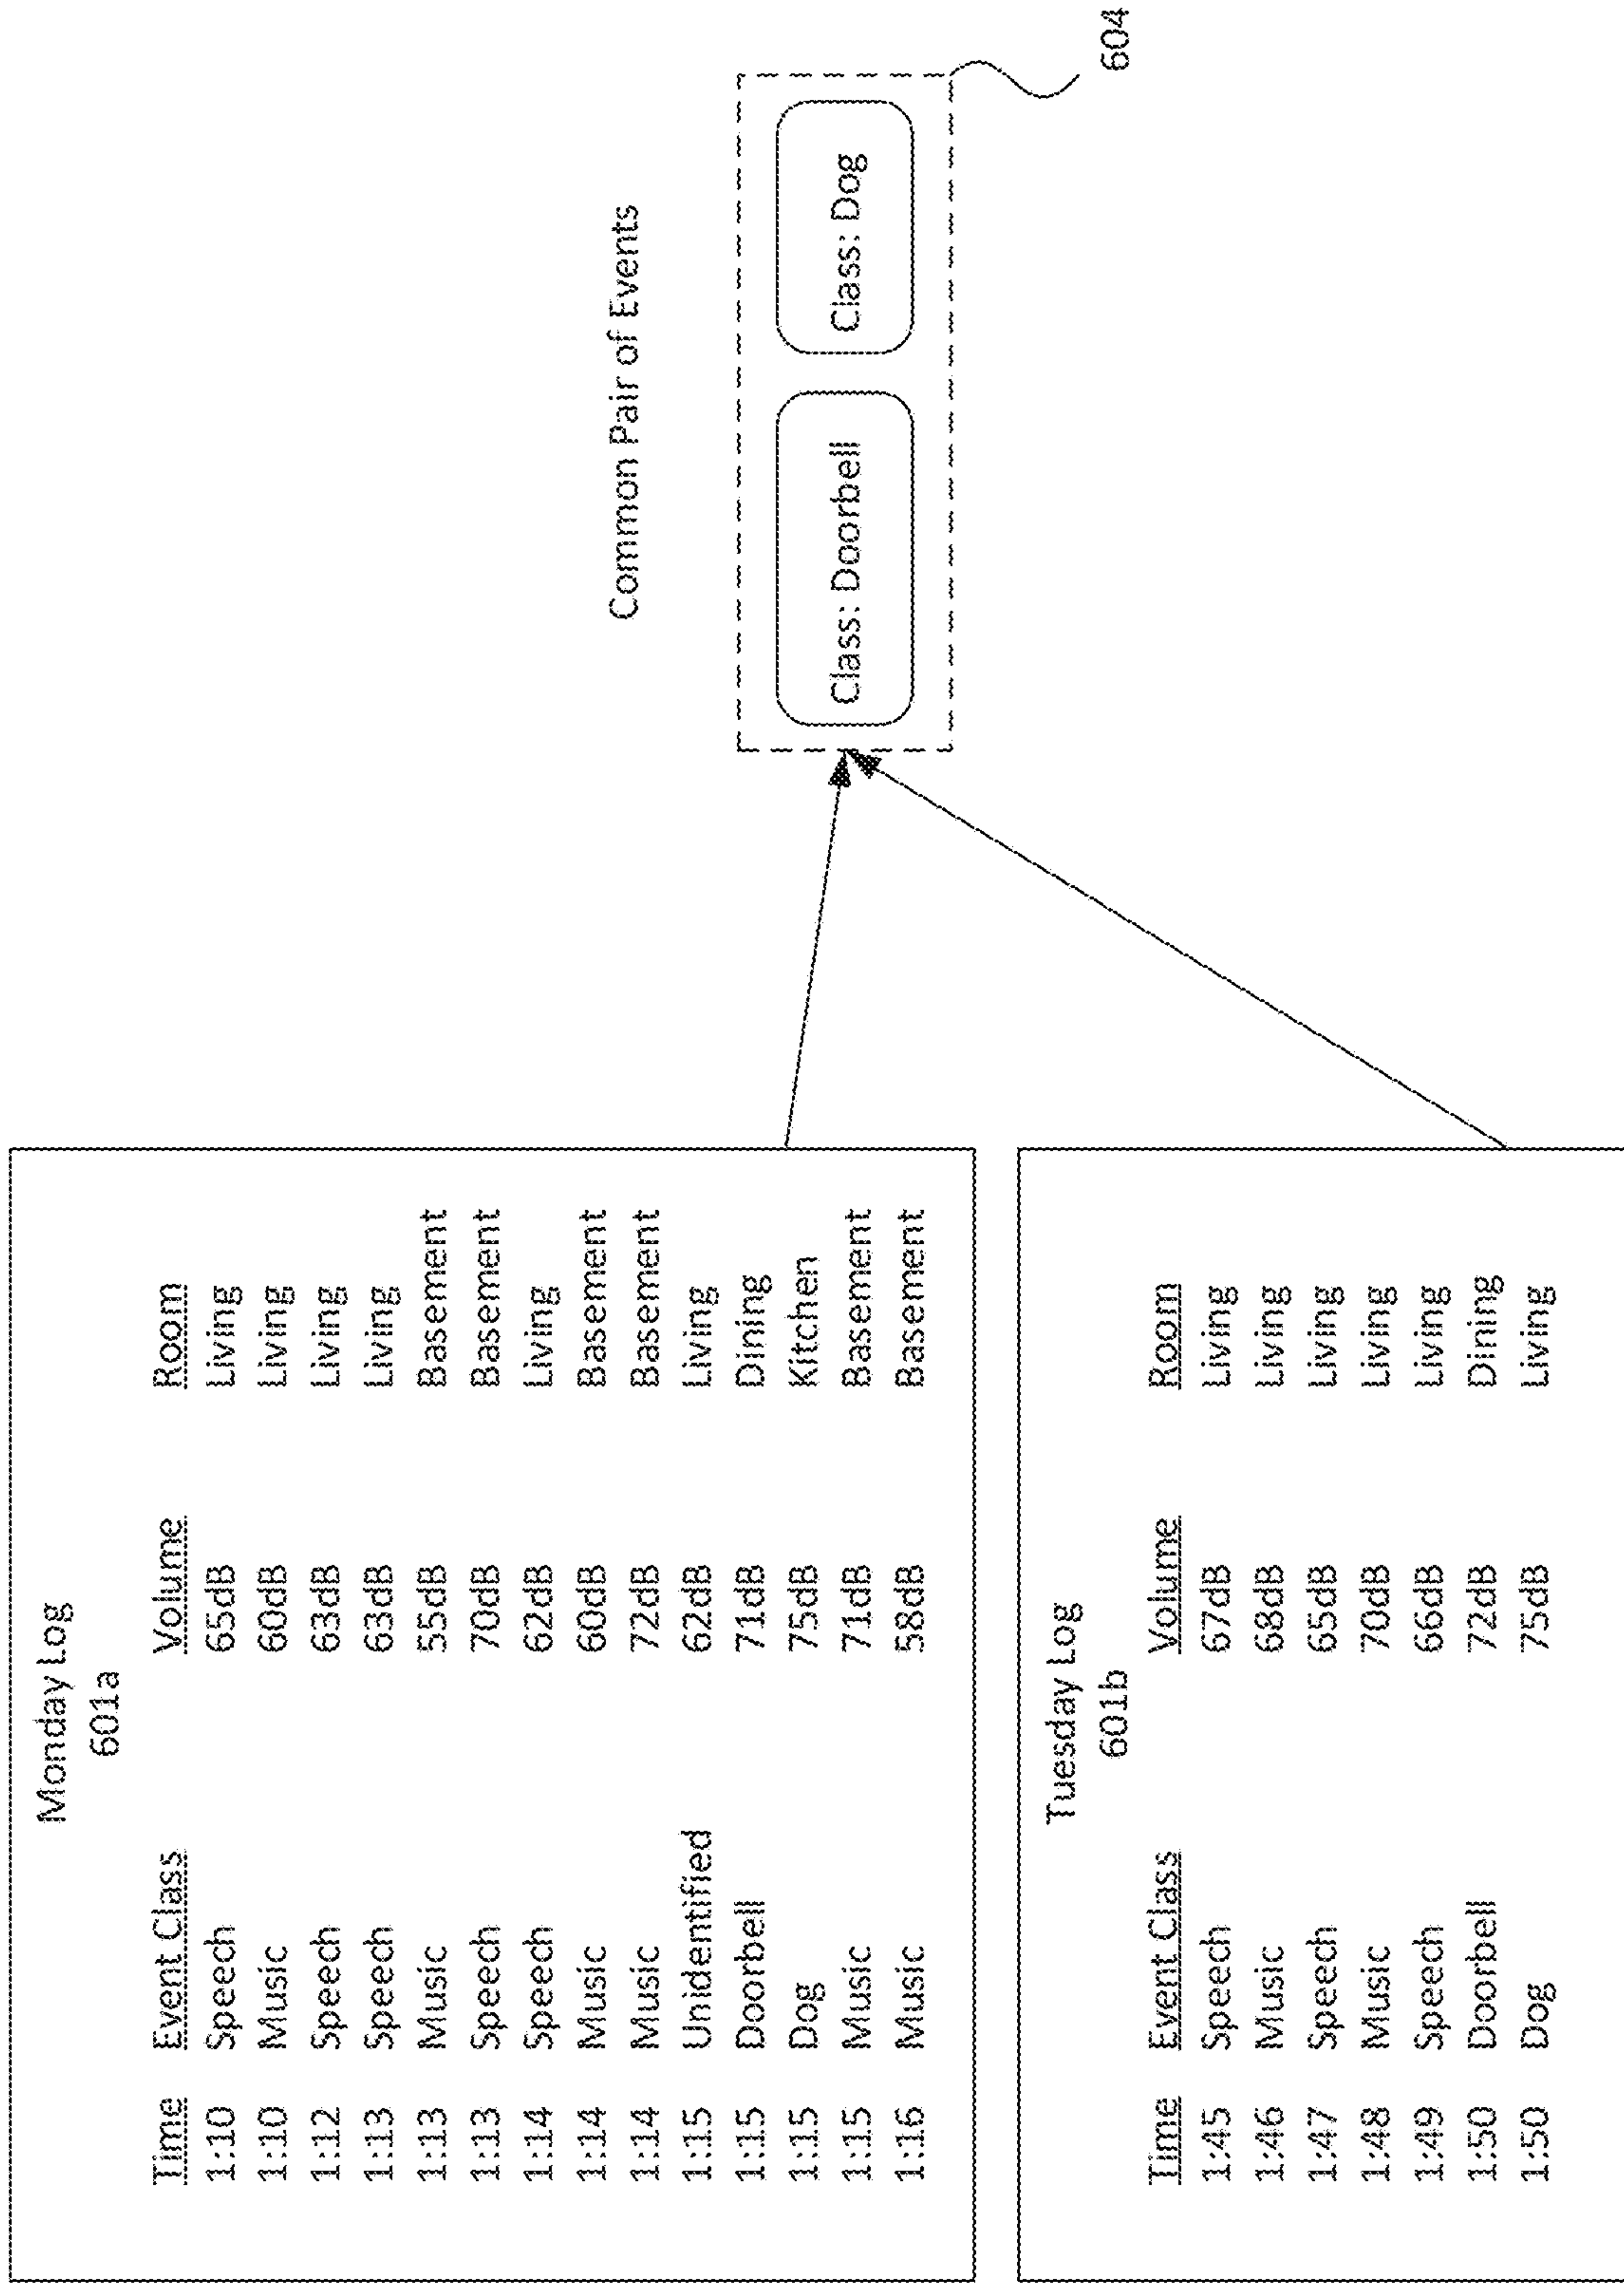 Monday Log
601a
Time Event Class Volume Room
1:10 Speech 65dB Living
1:10 Music 60dB Living
1:12 Speech 63dB Living
1:13 Speech 63dB Living
1:13 Music 55dB Basement
1:13 Speech 70dB Basement
1:14 Speech 62dB Living
1:14 Music 60dB Basement
1:14 Music 72dB Basement
1:15 Unidentified 62dB Living
1:15 Doorbell 71dB Dining
1:15 Dog 75dB Kitchen
1:15 Music 71dB Basement
1:16 Music 58dB Basement
Tuesday Log
601b
Time Event Class Volume Room
1:45 Speech 67dB Living
1:46 Music 68dB Living
1:47 Speech 65dB Living
1:48 Music 70dB Living
1:49 Speech 66dB Living
1:50 Doorbell 72dB Dining
1:50 Dog 75dB Living
Common Pair of Events
Class: Doorbell
Class: Dog
604